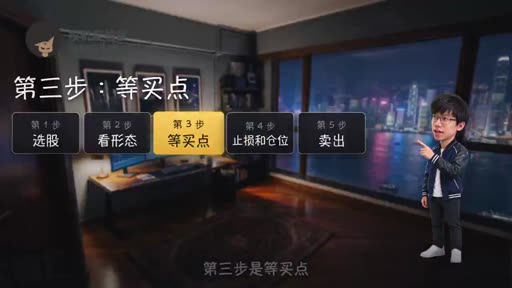 第三步：等买点
第1步
选股
第2步
看形态
第3步
等买点
第4步
止损和仓位
第5步
卖出
第三步是等买点